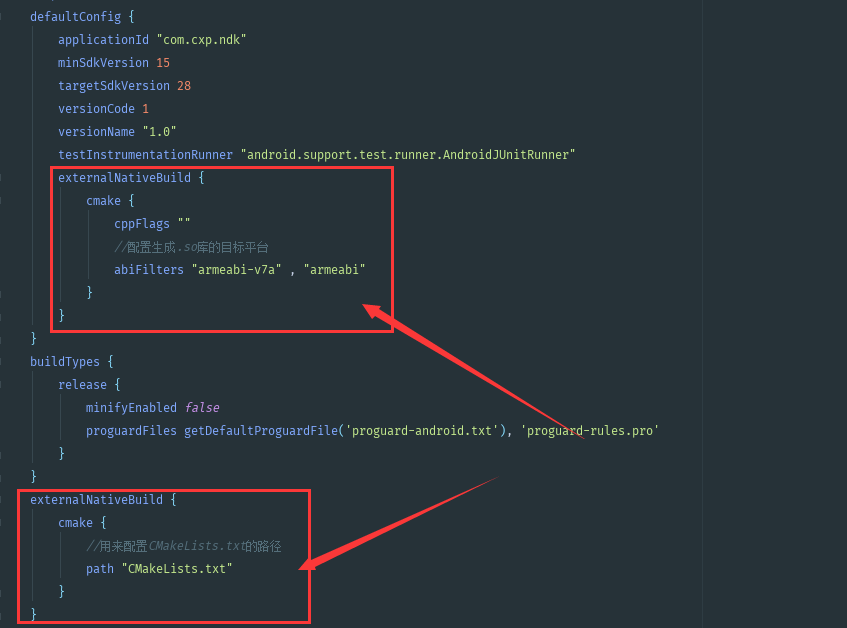 defaultConfig {
applicationId "com.cxp.ndk"
minSdkVersion 15
targetSdkVersion 28
versionCode 1
versionName "1.0"
testInstrumentationRunner "android.support.test.runner.AndroidJUnitRunner"
externalNativeBuild {
cmake {
cppFlags ""
//配置生成.so库的目标平台
abiFilters "armeabi-v7a" , "armeabi"
}
}
}
buildTypes {
release {
minifyEnabled false
proguardFiles getDefaultProguardFile('proguard-android.txt'), 'proguard-rules.pro'
}
}
externalNativeBuild {
cmake {
//用来配置CMakeLists.txt的路径
path "CMakeLists.txt"
}
}